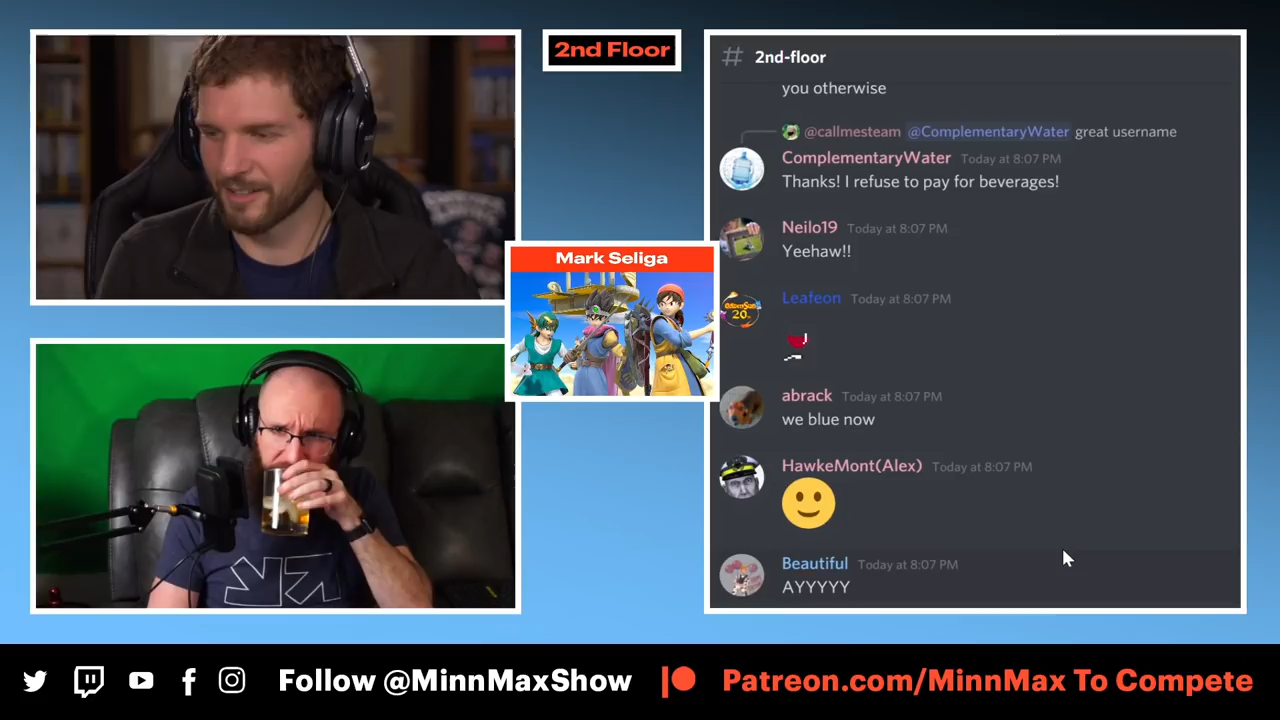 2nd Floor
# 2nd-floor
you otherwise
@callmesteam @ComplementaryWater great username
ComplementaryWater Today at 8:07 PM
Thanks! I refuse to pay for beverages!
Neilo19 Today at 8:07 PM
Yeehaw!!
Mark Seliga
Leafeon Today at 8:07 PM
20
abrack Today at 8:07 PM
we blue now
HawkeMont(Alex) Today at 8:07 PM
Beautiful Today at 8:07 PM
AYYYYY
Follow @MinnMaxShow
Patreon.com/MinnMax To Compete